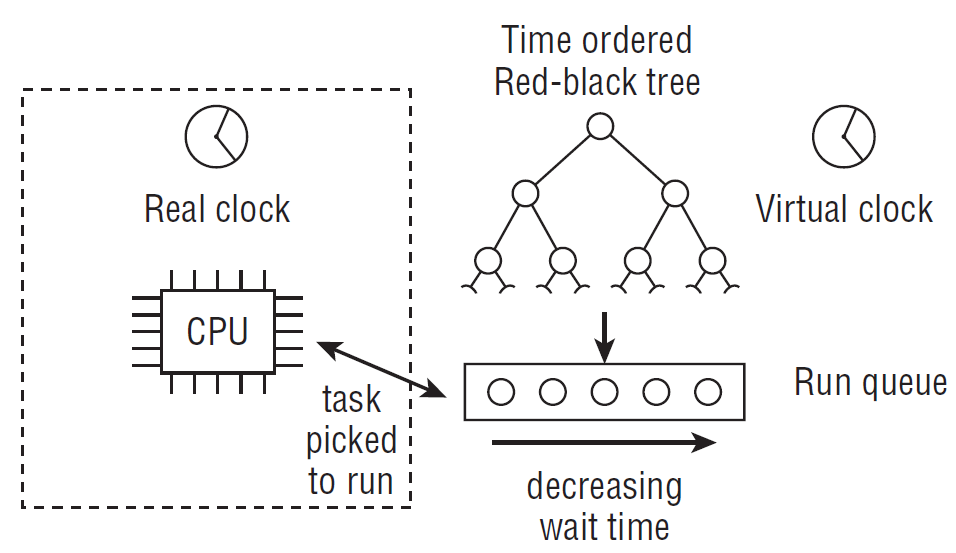 Time ordered
Red-black tree
Real clock
Virtual clock
CPU
Run queue
task
picked
to run
decreasing
wait time